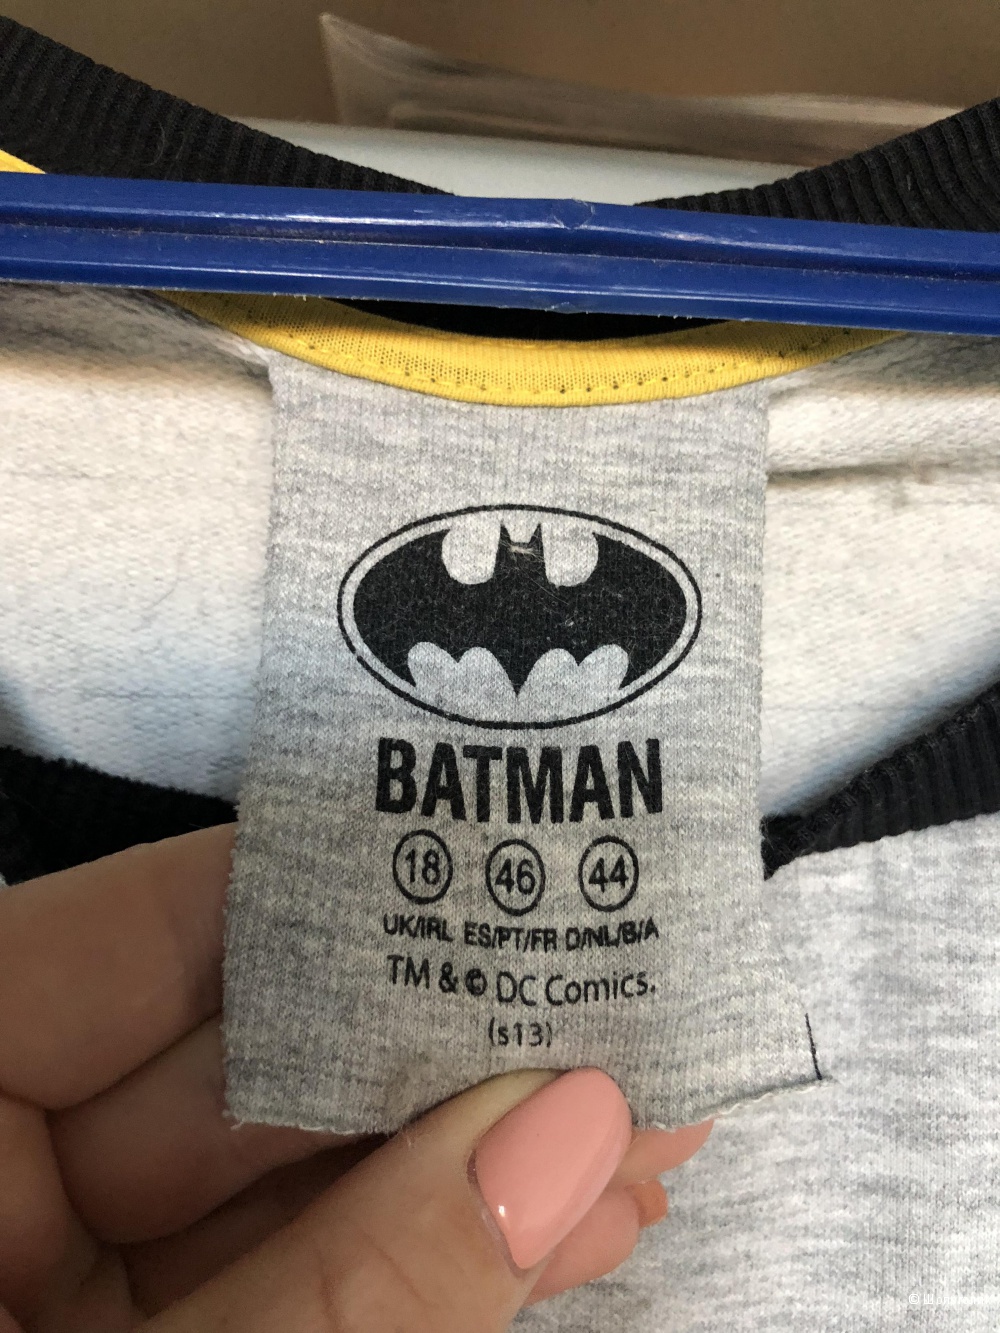 BATMAN
18 46 44
UK/IRL ES/PT/FR D/NL/B/A
TM & © DC Comics.
(s13)